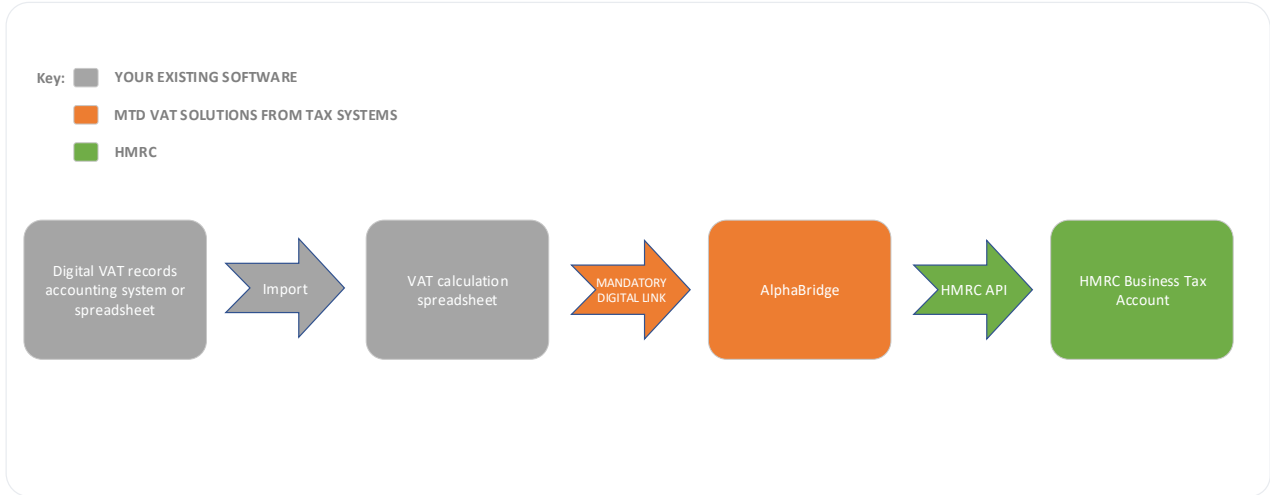 Key:
YOUR EXISTING SOFTWARE
MTD VAT SOLUTIONS FROM TAX SYSTEMS
HMRC
Digital VAT records
accounting system or
spreadsheet
Import
VAT calculation
spreadsheet
MANDATORY
DIGITAL LINK
AlphaBridge
HMRC API
HMRC Business Tax
Account